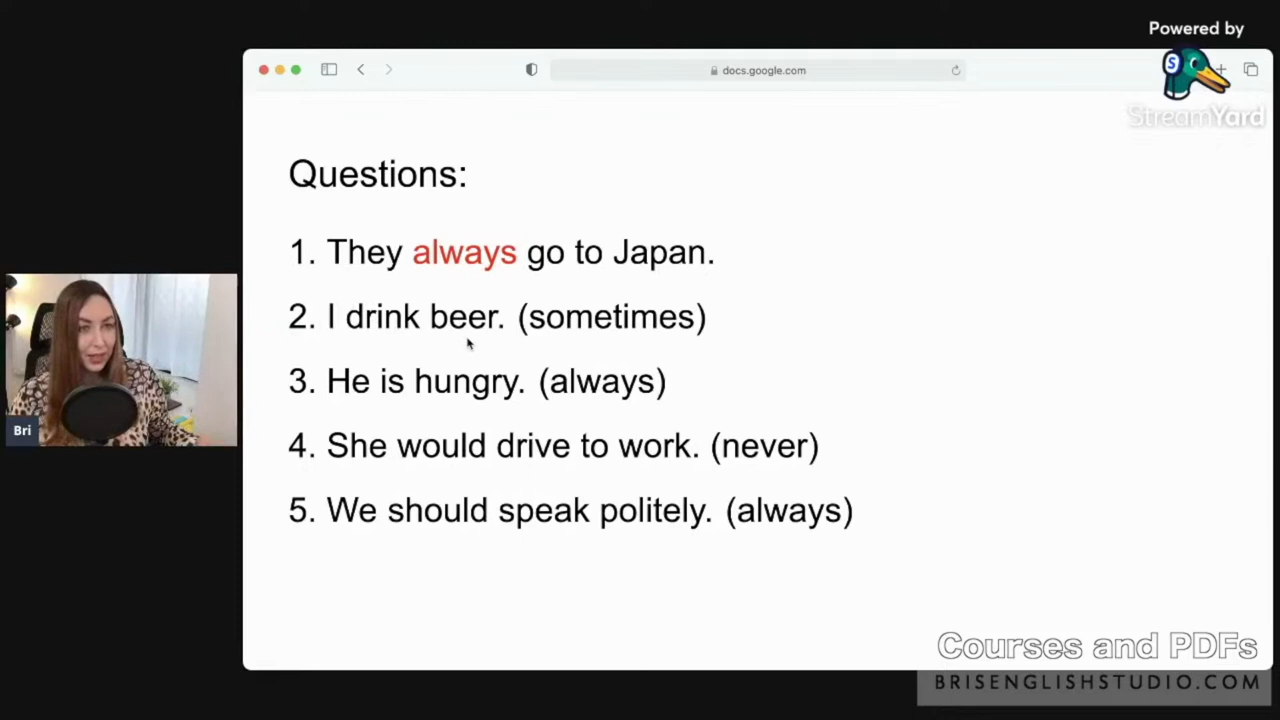 Powered by
StreamYard
docs.google.com
Questions:
1. They always go to Japan.
2. I drink beer. (sometimes)
3. He is hungry. (always)
4. She would drive to work. (never)
5. We should speak politely. (always)
Bri
Courses and PDFs
BRISENGLISHSTUDIO.COM